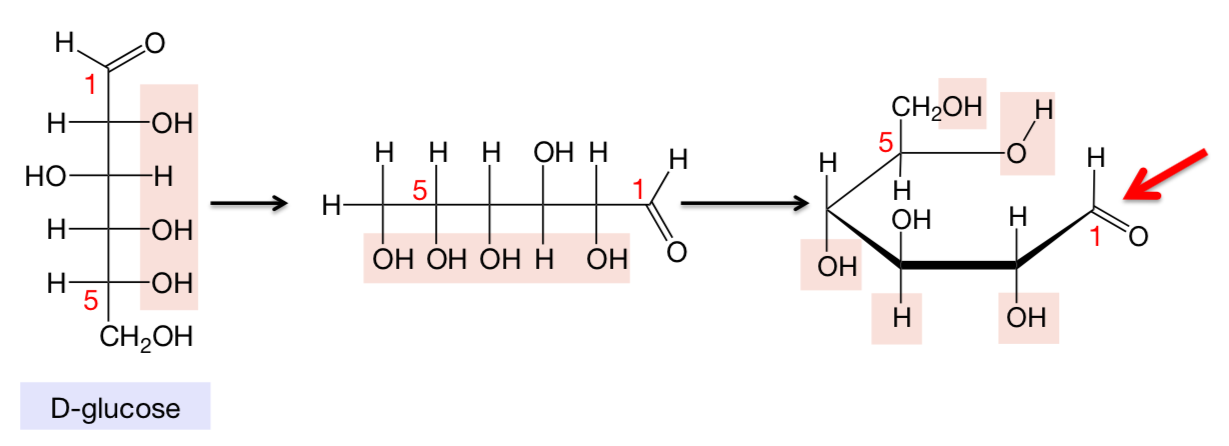 H O
1
H OH
HO H
H OH
H OH
5
CH₂OH
D-glucose
H H H OH H H
H 5 1
OH OH OH H OH O
CH₂OH H
5 O
H H H
OH H
1 O
OH
H OH